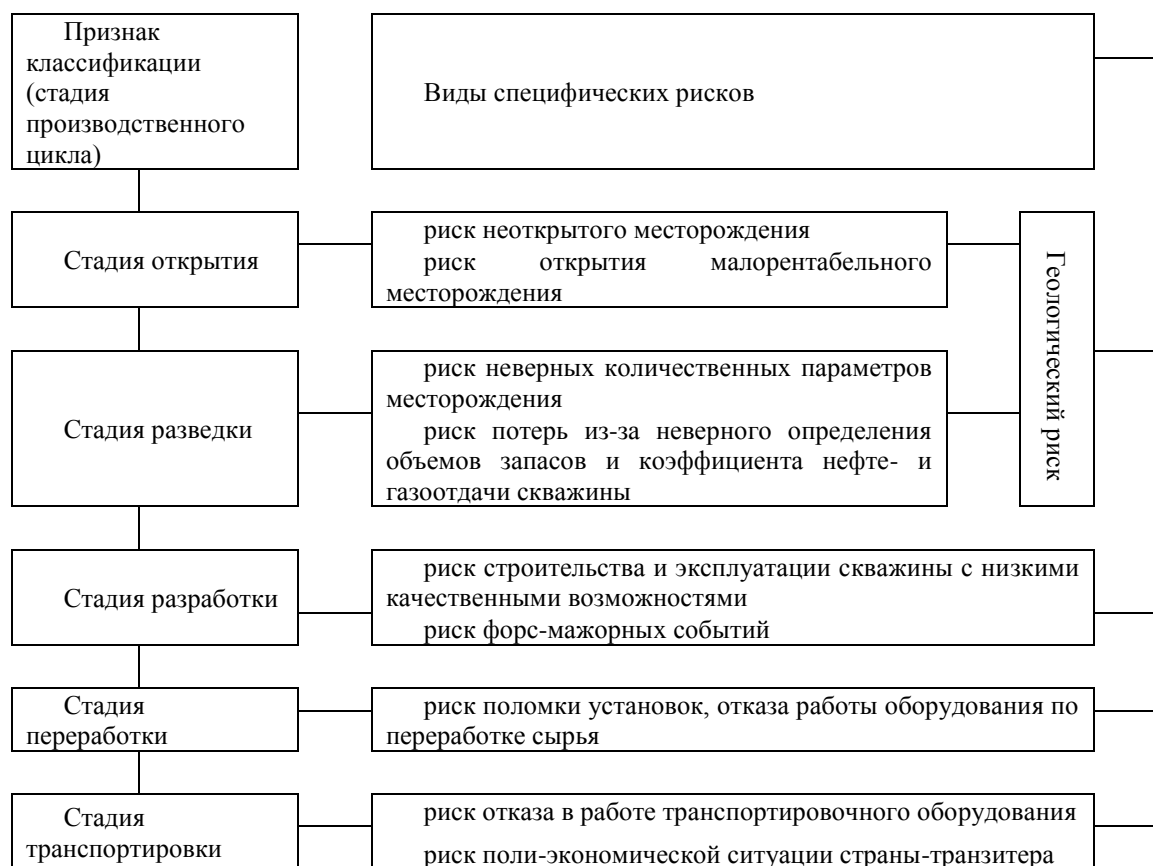 Признак
классификации
(стадия
производственного
цикла)
Виды специфических рисков
Стадия открытия
риск неоткрытого месторождения
риск открытия малорентабельного
месторождения
Геологический риск
Стадия разведки
риск неверных количественных параметров
месторождения
риск потерь из-за неверного определения
объемов запасов и коэффициента нефте- и
газоотдачи скважины
Стадия разработки
риск строительства и эксплуатации скважины с низкими
качественными возможностями
риск форс-мажорных событий
Стадия
переработки
риск поломки установок, отказа работы оборудования по
переработке сырья
Стадия
транспортировки
риск отказа в работе транспортировочного оборудования
риск поли-экономической ситуации страны-транзитера